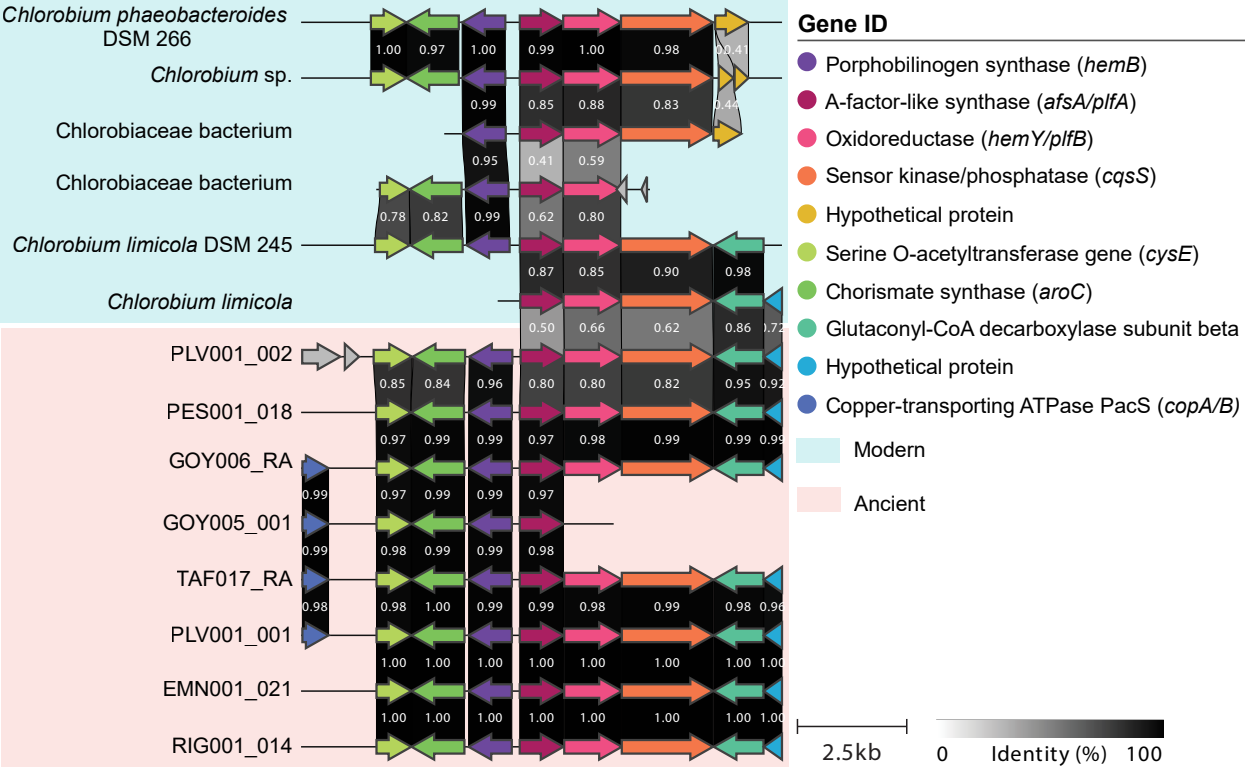 Chlorobium phaeobacteroides
DSM 266
1.00 0.97 1.00 0.99 1.00 0.98 0.41
Chlorobium sp.
0.99 0.85 0.88 0.83 0.44
Chlorobiaceae bacterium
0.95 0.41 0.59
Chlorobiaceae bacterium
0.78 0.82 0.99 0.62 0.80
Chlorobium limicola DSM 245
0.87 0.85 0.90 0.98
Chlorobium limicola
0.50 0.66 0.62 0.86 0.72
PLV001_002
0.85 0.84 0.96 0.80 0.80 0.82 0.95 0.92
PES001_018
0.97 0.99 0.99 0.97 0.98 0.99 0.99 0.99
GOY006_RA
0.99 0.97 0.99 0.99 0.97
GOY005_001
0.99 0.98 0.99 0.99 0.98
TAF017_RA
0.98 0.98 1.00 0.99 0.99 0.98 0.99 0.98 0.96
PLV001_001
1.00 1.00 1.00 1.00 1.00 1.00 1.00 1.00
EMN001_021
1.00 1.00 1.00 1.00 1.00 1.00 1.00 1.00
RIG001_014
Gene ID
Porphobilinogen synthase (hemB)
A-factor-like synthase (afsA/plfA)
Oxidoreductase (hemY/plfB)
Sensor kinase/phosphatase (cqsS)
Hypothetical protein
Serine O-acetyltransferase gene (cysE)
Chorismate synthase (aroC)
Glutaconyl-CoA decarboxylase subunit beta
Hypothetical protein
Copper-transporting ATPase PacS (copA/B)
Modern
Ancient
2.5kb
0 Identity (%) 100